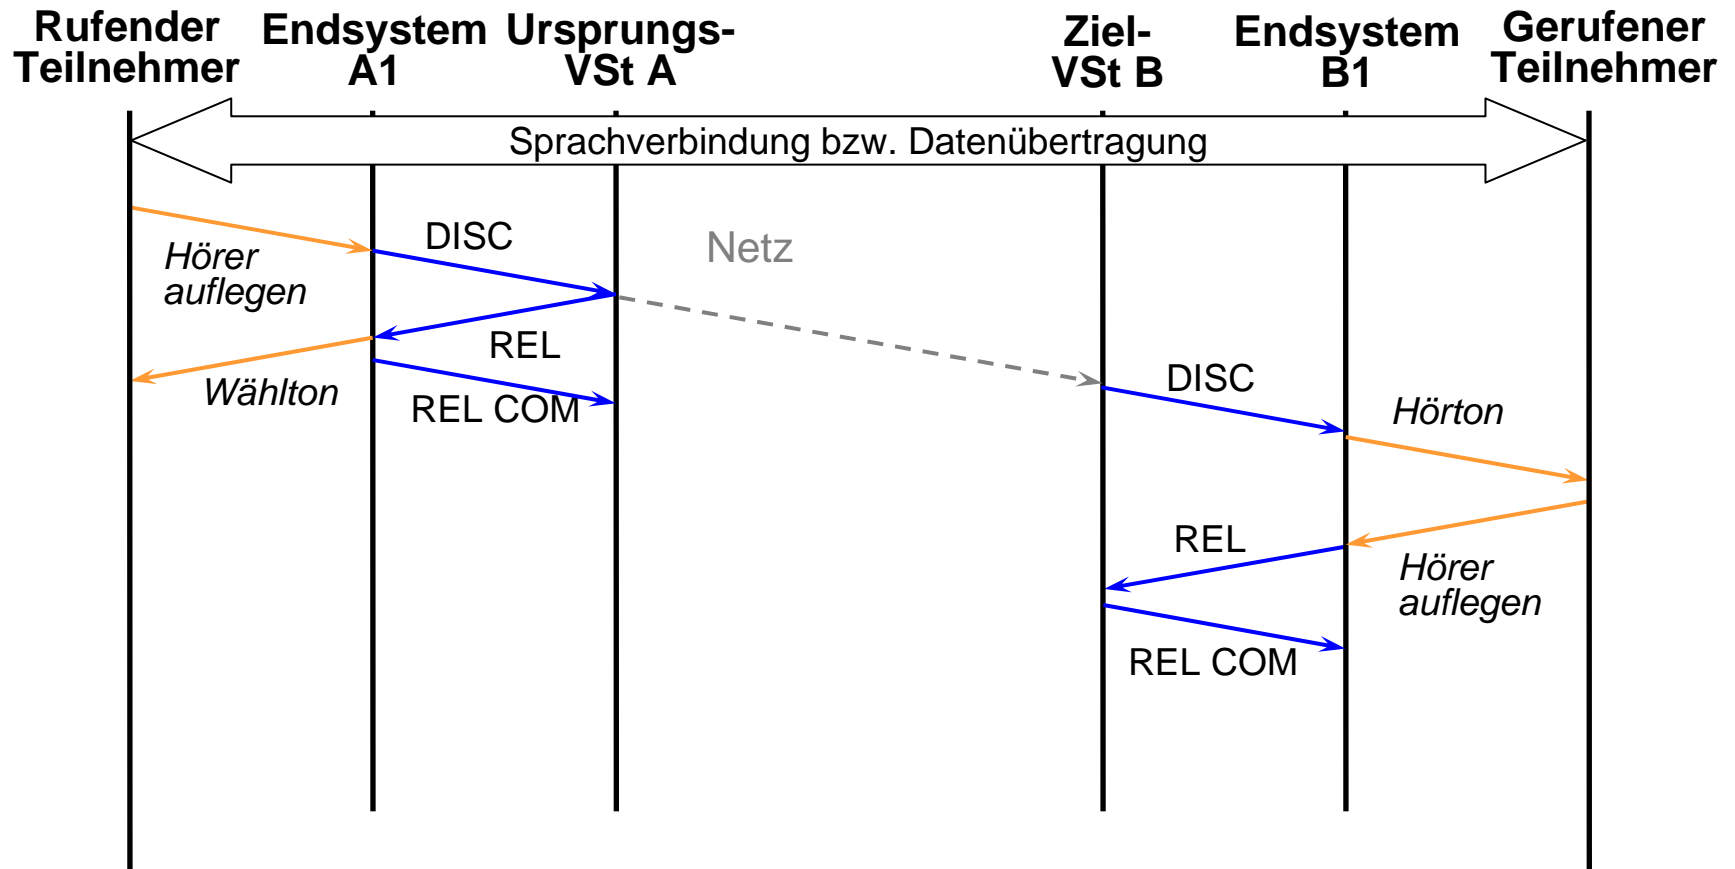 Rufender
Teilnehmer
Endsystem
A1
Ursprungs-
VSt A
Ziel-
VSt B
Endsystem
B1
Gerufener
Teilnehmer
Sprachverbindung bzw. Datenübertragung
Hörer
auflegen
DISC
Netz
REL
Wählton
REL COM
DISC
Hörton
REL
Hörer
auflegen
REL COM